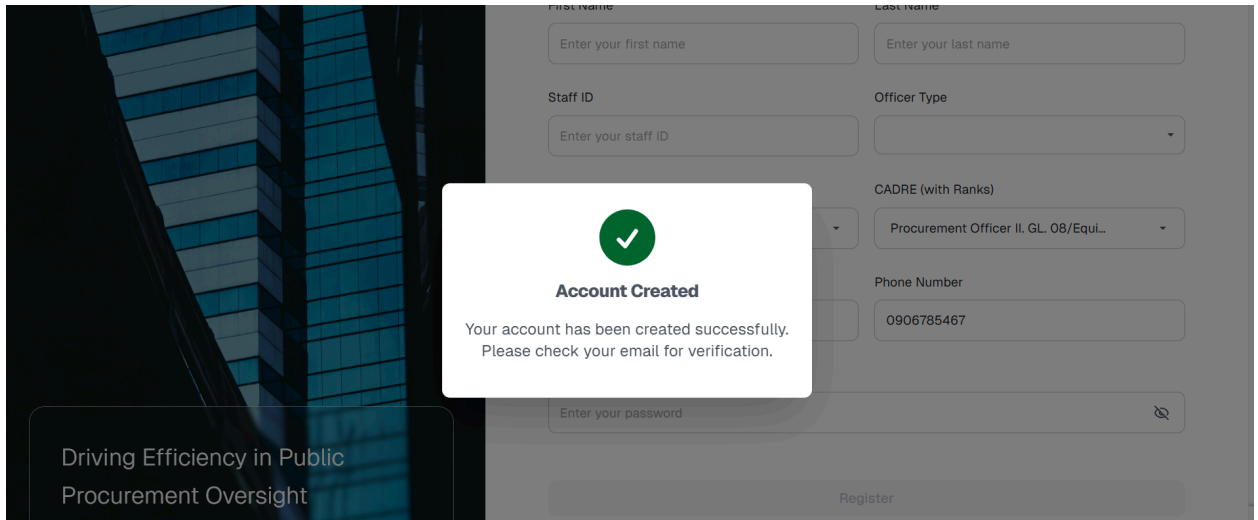 First Name
Last Name
Enter your first name
Enter your last name
Staff ID
Officer Type
Enter your staff ID
CADRE (with Ranks)
Procurement Officer II. GL. 08/Equi...
Account Created
Phone Number
Your account has been created successfully.
Please check your email for verification.
0906785467
Enter your password
Driving Efficiency in Public
Procurement Oversight
Register